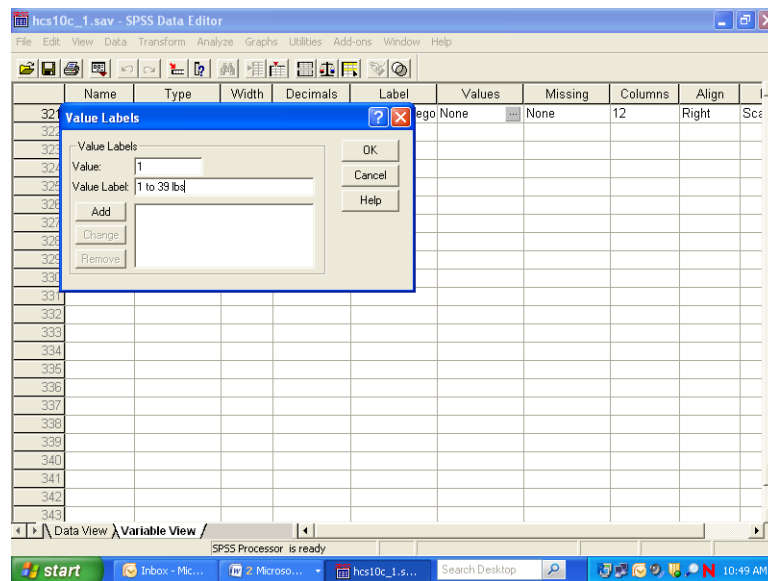 hcs10c_1.sav - SPSS Data Editor
File Edit View Data Transform Analyze Graphs Utilities Add-ons Window Help
Name Type Width Decimals Label Values Missing Columns Align
321 ego None ... None 12 Right Sca
Value Labels
322
323 Value Labels OK
324 Value: 1 Cancel
325 Value Label: 1 to 39 lbs
326 Add Help
327
328 Change
329 Remove
330
331
332
333
334
335
336
337
338
339
340
341
342
343
Data View Variable View
SPSS Processor is ready
start Inbox - Mic... 2 Microso... hcs10c_1.s... Search Desktop 10:49 AM